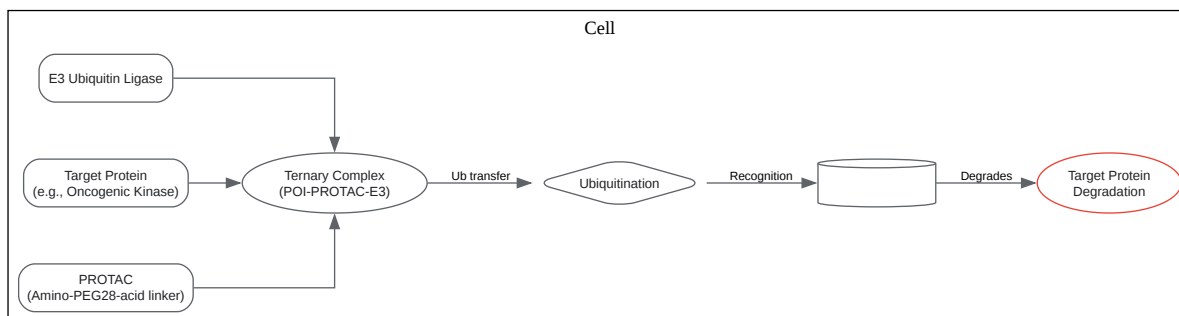 Cell
E3 Ubiquitin Ligase
Target Protein
(e.g., Oncogenic Kinase)
PROTAC
(Amino-PEG28-acid linker)
Ternary Complex
(POI-PROTAC-E3)
Ub transfer
Ubiquitination
Recognition
Degrades
Target Protein
Degradation